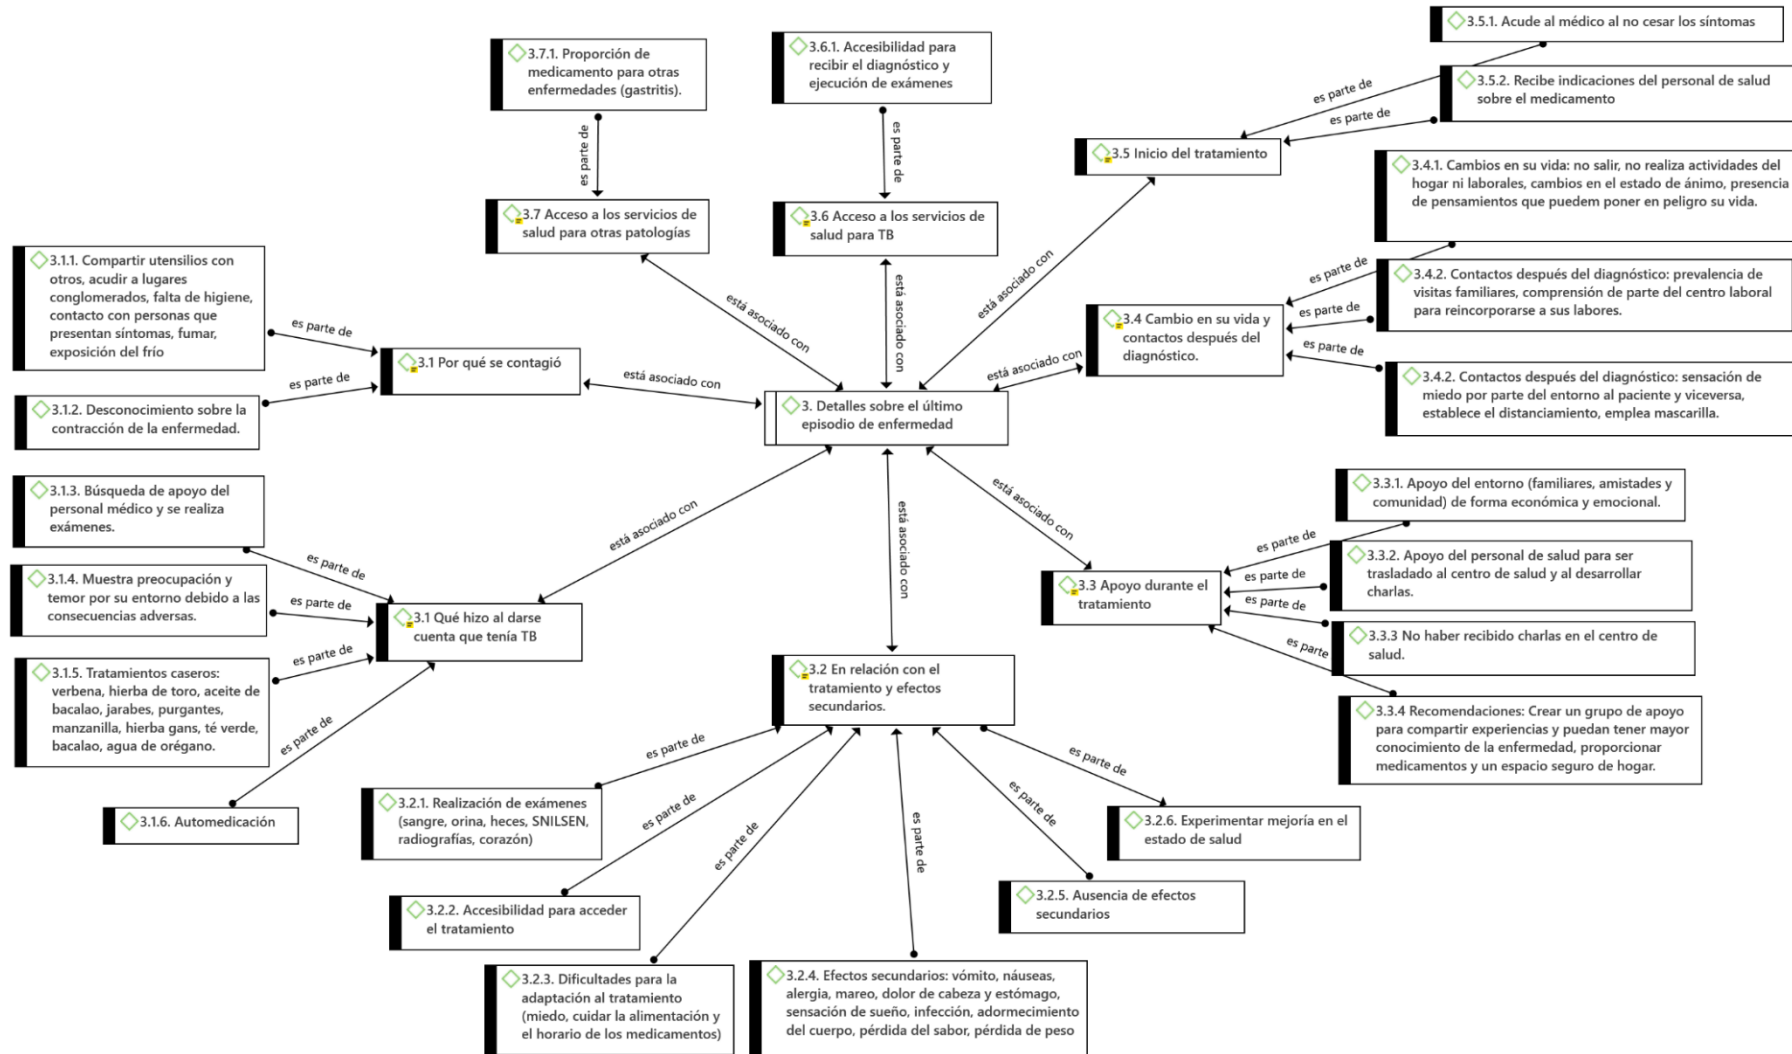 3.7.1. Proporción de
medicamento para otras
enfermedades (gastritis).
3.6.1. Accesibilidad para
recibir el diagnóstico y
ejecución de exámenes
3.5.1. Acude al médico al no cesar los síntomas
3.5.2. Recibe indicaciones del personal de salud
sobre el medicamento
es parte de
es parte de
es parte de
es parte de
3.5 Inicio del tratamiento
3.4.1. Cambios en su vida: no salir, no realiza actividades del
hogar ni laborales, cambios en el estado de ánimo, presencia
de pensamientos que puedem poner en peligro su vida.
3.7 Acceso a los servicios de
salud para otras patologías
3.6 Acceso a los servicios de
salud para TB
3.1.1. Compartir utensilios con
otros, acudir a lugares
conglomerados, falta de higiene,
contacto con personas que
presentan síntomas, fumar,
exposición del frío
está asociado con
está asociado con
está asociado con
es parte de
3.4.2. Contactos después del diagnóstico: prevalencia de
visitas familiares, comprensión de parte del centro laboral
para reincorporarse a sus labores.
es parte de
3.4 Cambio en su vida y
contactos después del
diagnóstico.
es parte de
es parte de
3.1 Por qué se contagió
está asociado con
está asociado con
es parte de
3.4.2. Contactos después del diagnóstico: sensación de
miedo por parte del entorno al paciente y viceversa,
establece el distanciamiento, emplea mascarilla.
3.1.2. Desconocimiento sobre la
contracción de la enfermedad.
3. Detalles sobre el último
episodio de enfermedad
3.1.3. Búsqueda de apoyo del
personal médico y se realiza
exámenes.
está asociado con
está asociado con
está asociado con
3.3.1. Apoyo del entorno (familiares, amistades y
comunidad) de forma económica y emocional.
es parte de
es parte de
3.1.4. Muestra preocupación y
temor por su entorno debido a las
consecuencias adversas.
es parte de
3.3.2. Apoyo del personal de salud para ser
trasladado al centro de salud y al desarrollar
charlas.
es parte de
3.3 Apoyo durante el
tratamiento
3.1 Qué hizo al darse
cuenta que tenía TB
es parte de
3.3.3 No haber recibido charlas en el centro de
salud.
es parte de
es parte
3.1.5. Tratamientos caseros:
verbena, hierba de toro, aceite de
bacalao, jarabes, purgantes,
manzanilla, hierba gans, té verde,
bacalao, agua de orégano.
3.2 En relación con el
tratamiento y efectos
secundarios.
3.3.4 Recomendaciones: Crear un grupo de apoyo
para compartir experiencias y puedan tener mayor
conocimiento de la enfermedad, proporcionar
medicamentos y un espacio seguro de hogar.
es parte de
es parte de
es parte de
3.1.6. Automedicación
3.2.1. Realización de exámenes
(sangre, orina, heces, SNILSEN,
radiografías, corazón)
es parte de
es parte de
es parte de
es parte de
3.2.6. Experimentar mejoría en el
estado de salud
3.2.5. Ausencia de efectos
secundarios
3.2.2. Accesibilidad para acceder
el tratamiento
3.2.3. Dificultades para la
adaptación al tratamiento
(miedo, cuidar la alimentación y
el horario de los medicamentos)
3.2.4. Efectos secundarios: vómito, náuseas,
alergia, mareo, dolor de cabeza y estómago,
sensación de sueño, infección, adormecimiento
del cuerpo, pérdida del sabor, pérdida de peso